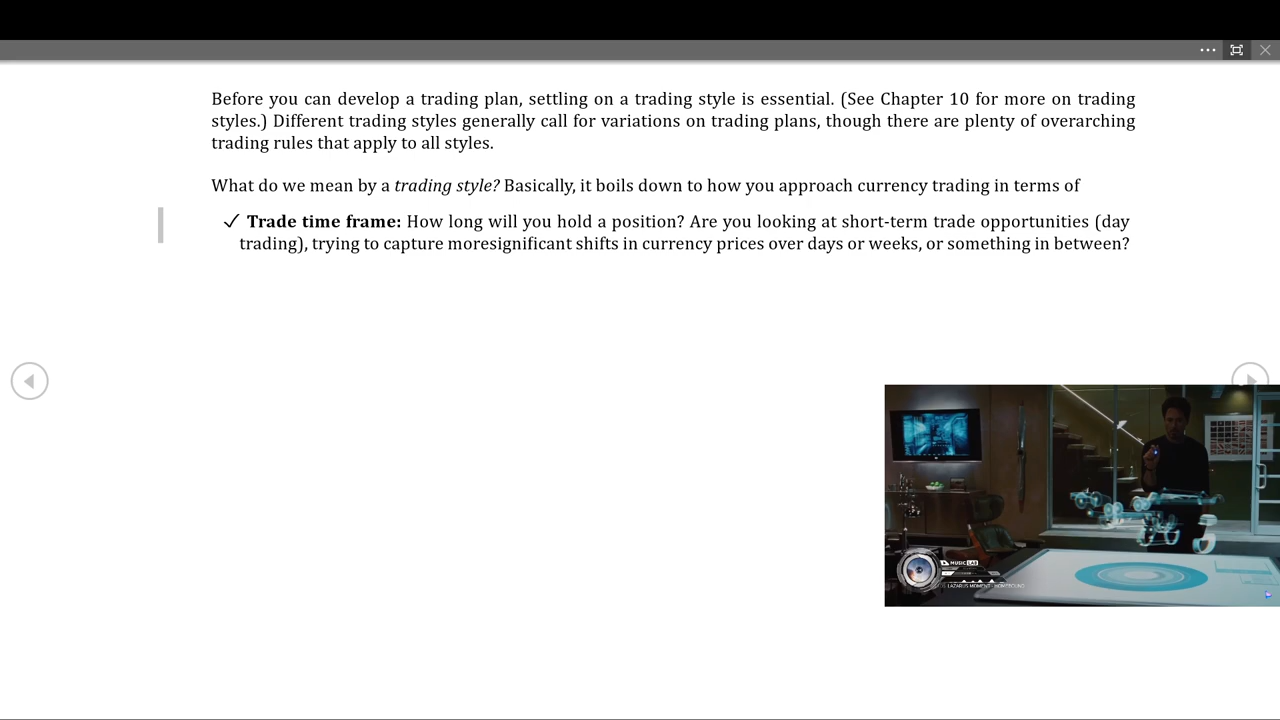 Before you can develop a trading plan, settling on a trading style is essential. (See Chapter 10 for more on trading
styles.) Different trading styles generally call for variations on trading plans, though there are plenty of overarching
trading rules that apply to all styles.
What do we mean by a trading style? Basically, it boils down to how you approach currency trading in terms of
✓ Trade time frame: How long will you hold a position? Are you looking at short-term trade opportunities (day
trading), trying to capture moresignificant shifts in currency prices over days or weeks, or something in between?
MUSIC LAB
LAZARUS MOMENT - HOMEBOUND